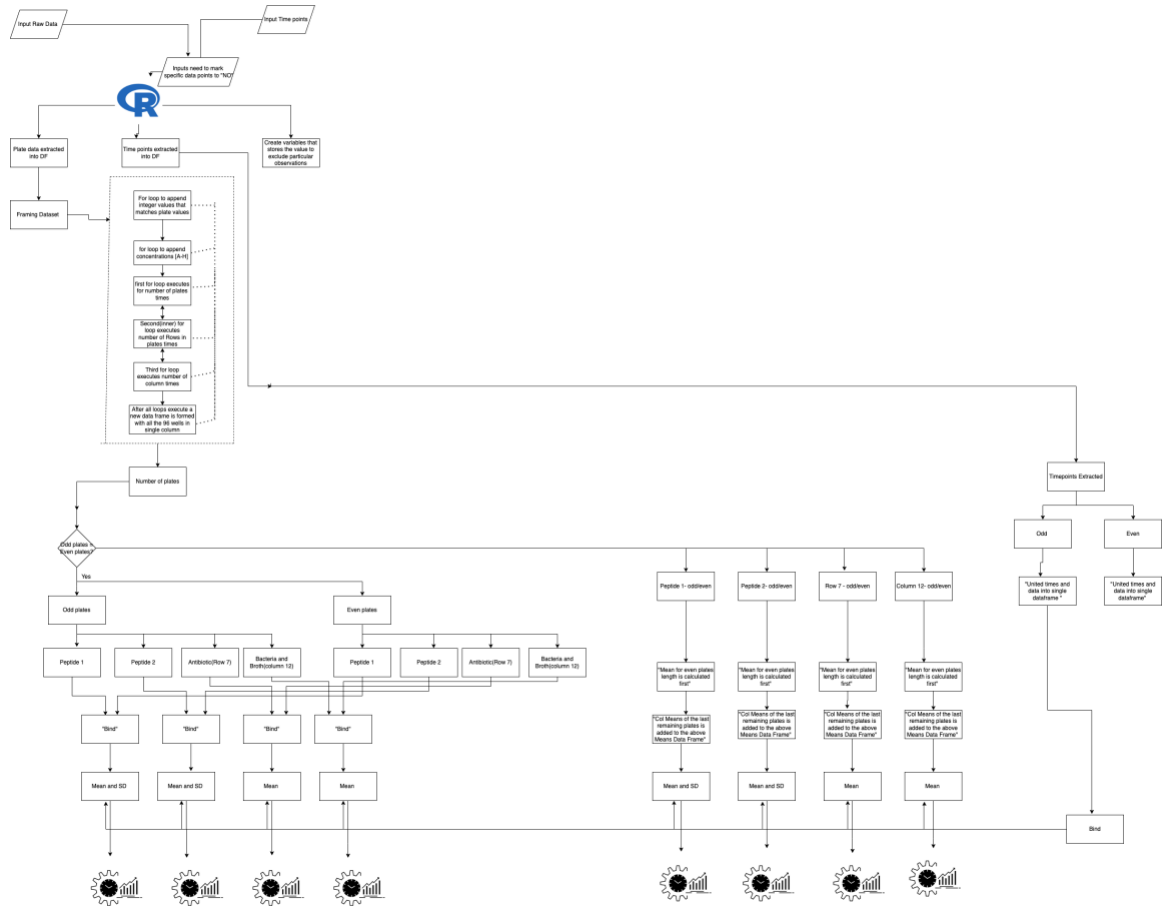 Input Raw Data
Input Time points
Inputs need to mark
specific data points to "NO"
R
Plate data extracted
into DF
Time points extracted
into DF
Create variables that
stores the value to
exclude particular
observations
Framing Dataset
For loop to append
integer values that
matches plate values
for loop to append
concentrations [A-H]
first for loop executes
for number of plates
times
Second(inner) for
loop executes
number of Rows in
plates times
Third for loop
executes number of
column times
After all loops execute a
new data frame is formed
with all the 96 wells in
single column
Number of plates
Timepoints Extracted
Odd
Even
"United times and
data into single
dataframe "
"United times and
data into single
dataframe"
Odd plates =
Even plates?
Yes
Odd plates
Even plates
Peptide 1- odd/even
Peptide 2- odd/even
Row 7 - odd/even
Column 12- odd/even
Peptide 1
Peptide 2
Antibiotic(Row 7)
Bacteria and
Broth(column 12)
Peptide 1
Peptide 2
Antibiotic(Row 7)
Bacteria and
Broth(column 12)
"Mean for even plates
length is calculated
first"
"Mean for even plates
length is calculated
first"
"Mean for even plates
length is calculated
first"
"Mean for even plates
length is calculated
first"
"Bind"
"Bind"
"Bind"
"Bind"
"Col Means of the last
remaining plates is
added to the above
Means Data Frame"
"Col Means of the last
remaining plates is
added to the above
Means Data Frame"
"Col Means of the last
remaining plates is
added to the above
Means Data Frame"
"Col Means of the last
remaining plates is
added to the above
Means Data Frame"
Mean and SD
Mean and SD
Mean
Mean
Mean and SD
Mean and SD
Mean
Mean
Bind